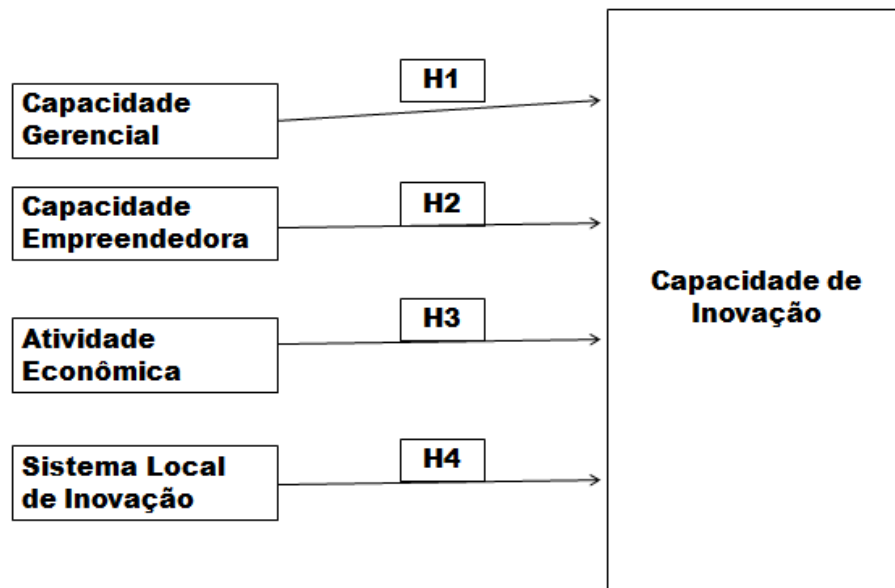 H1
Capacidade
Gerencial
H2
Capacidade
Empreendedora
H3
Atividade
Econômica
H4
Sistema Local
de Inovação
Capacidade de
Inovação